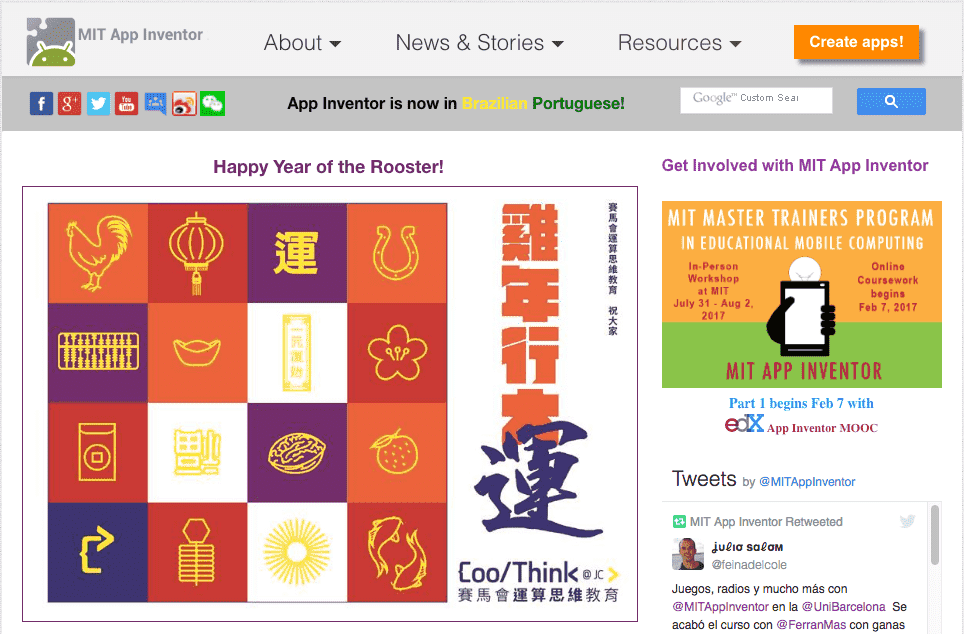 MIT App Inventor
About
News & Stories
Resources
Create apps!
App Inventor is now in Brazilian Portuguese!
Google™ Custom Sear
Happy Year of the Rooster!
運
一元復始
賽馬會運算思維教育 祝大家
雞年行大運
Coo/Think @ JC >
賽馬會運算思維教育
Get Involved with MIT App Inventor
MIT MASTER TRAINERS PROGRAM
IN EDUCATIONAL MOBILE COMPUTING
In-Person
Workshop
at MIT
July 31 - Aug 2,
2017
Online
Coursework
begins
Feb 7, 2017
MIT APP INVENTOR
Part 1 begins Feb 7 with
edX App Inventor MOOC
Tweets by @MITAppInventor
MIT App Inventor Retweeted
ʝυℓισ ѕαℓαм
@feinadelcole
Juegos, radios y mucho más con
@MITAppInventor en la @UniBarcelona Se
acabó el curso con @FerranMas con ganas